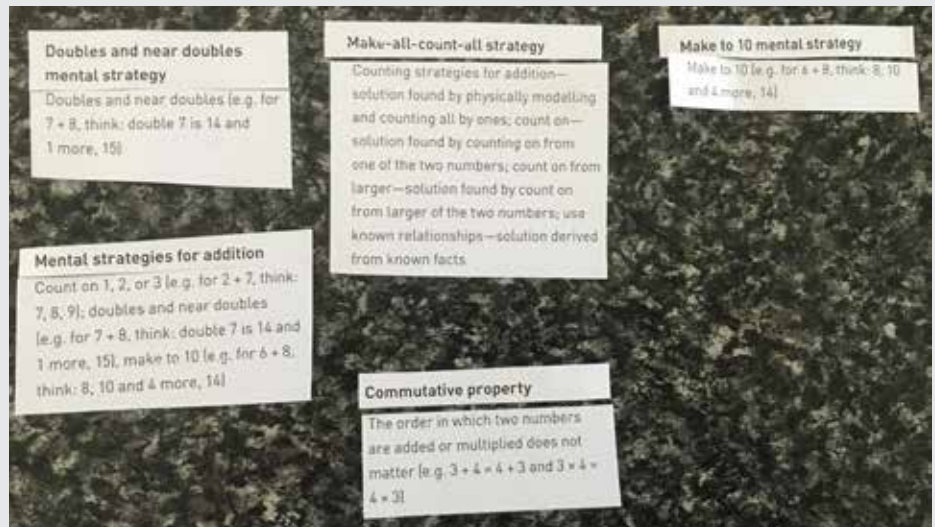 Doubles and near doubles
mental strategy
Doubles and near doubles (e.g. for
7 + 8, think: double 7 is 14 and
1 more, 15)
Make-all-count-all strategy
Counting strategies for addition—
solution found by physically modelling
and counting all by ones; count on—
solution found by counting on from
one of the two numbers; count on from
larger—solution found by count on
from larger of the two numbers; use
known relationships—solution derived
from known facts
Make to 10 mental strategy
Make to 10 (e.g. for 6 + 8, think: 8, 10
and 4 more, 14)
Mental strategies for addition
Count on 1, 2, or 3 (e.g. for 2 + 7, think:
7, 8, 9); doubles and near doubles
(e.g. for 7 + 8, think: double 7 is 14 and
1 more, 15), make to 10 (e.g. for 6 + 8,
think: 8, 10 and 4 more, 14)
Commutative property
The order in which two numbers
are added or multiplied does not
matter (e.g. 3 + 4 = 4 + 3 and 3 × 4 =
4 × 3)